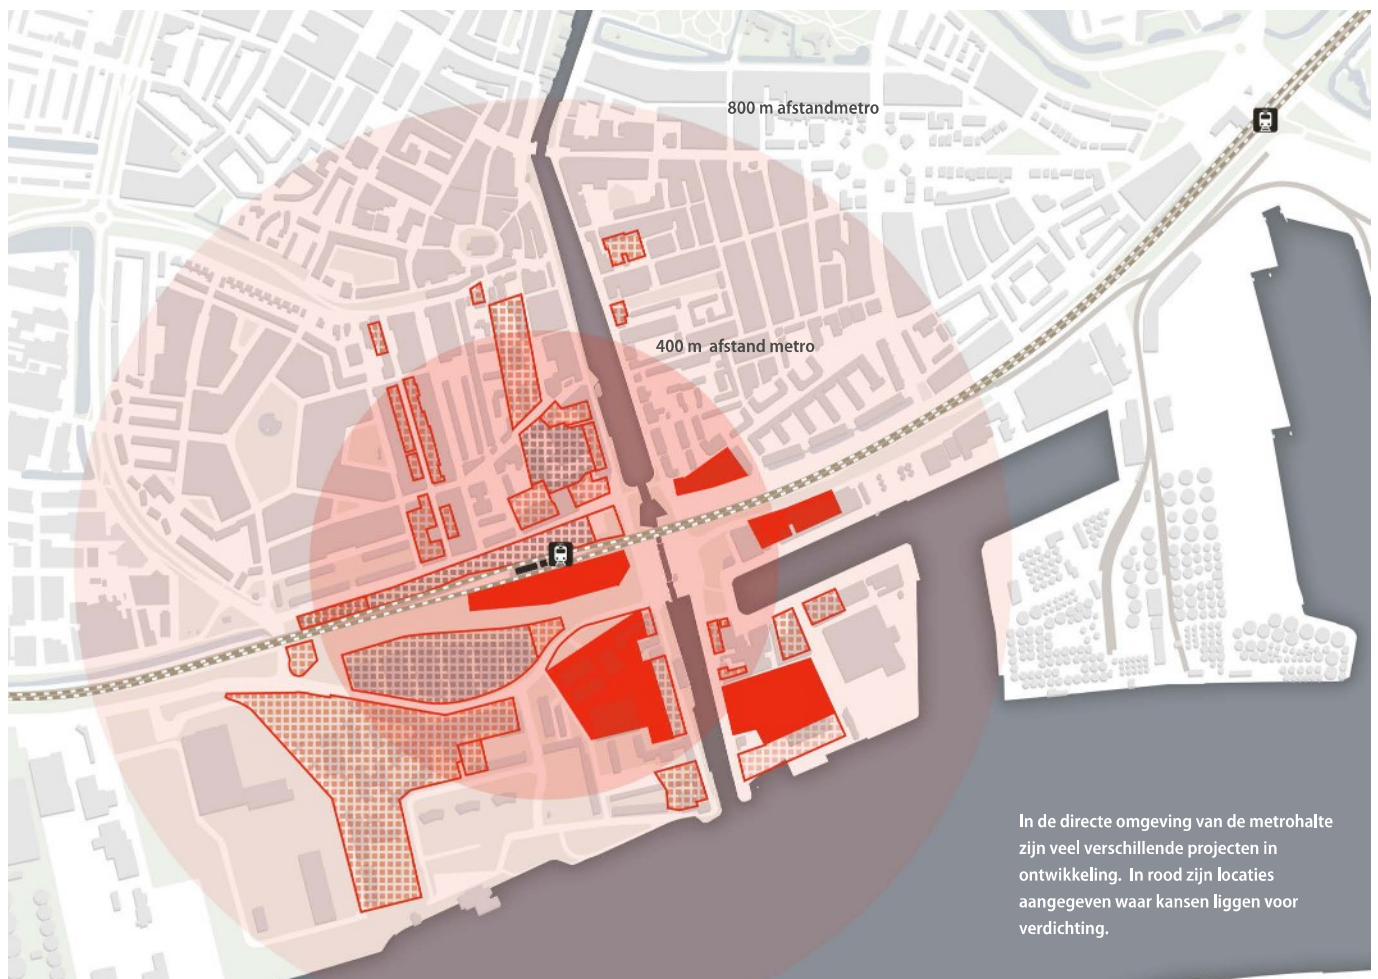 800 m afstandmetro
400 m afstand metro
In de directe omgeving van de metrohalte
zijn veel verschillende projecten in
ontwikkeling. In rood zijn locaties
aangegeven waar kansen liggen voor
verdichting.